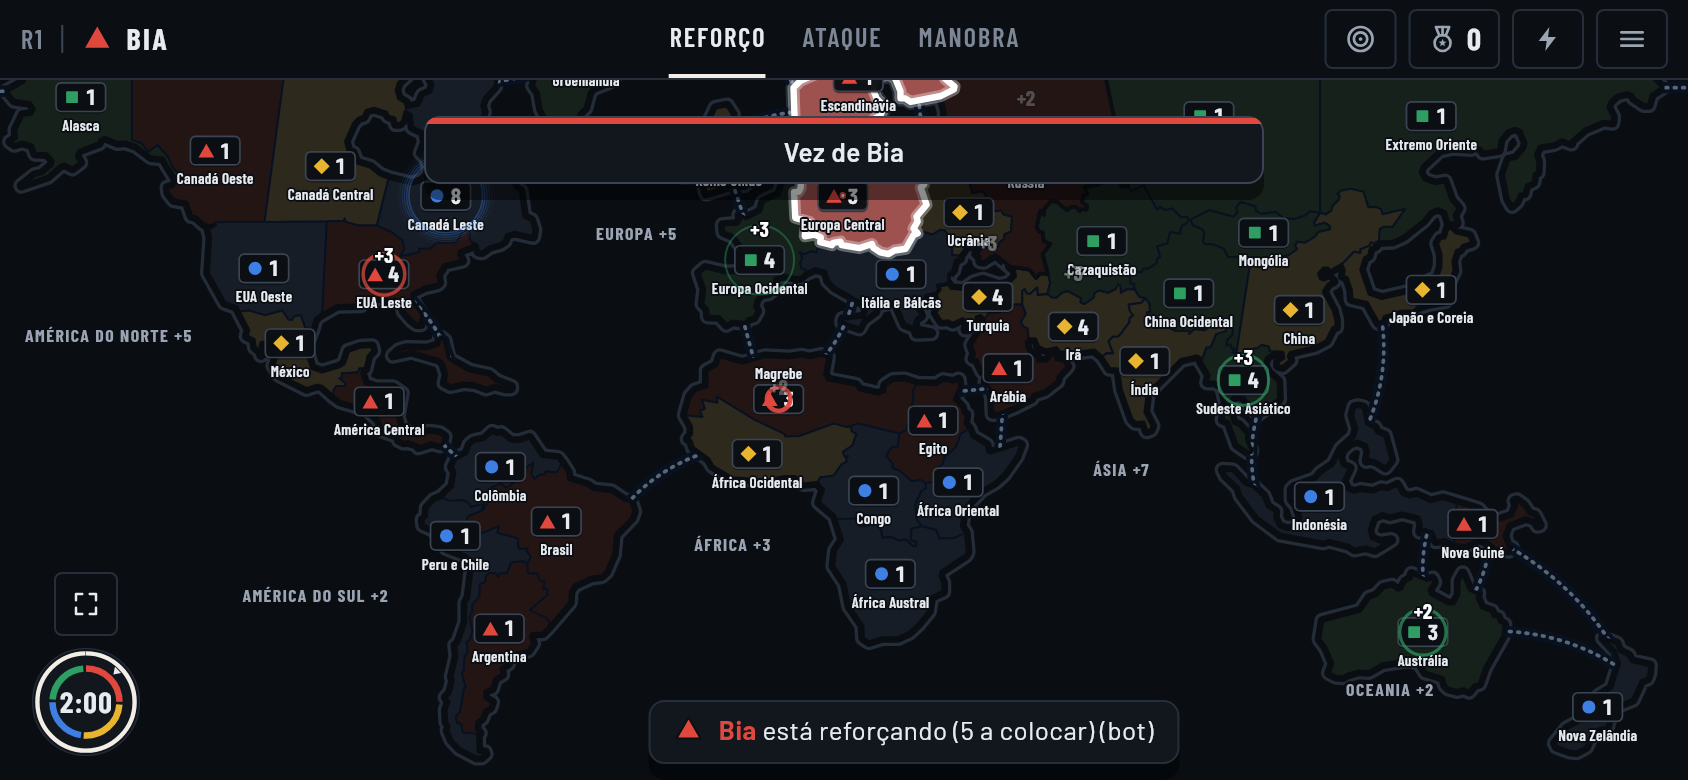 R1 | BIA
REFORÇO ATAQUE MANOBRA
0
Groenlândia
1
Alasca
1
Canadá Oeste
1
Canadá Central
8
Canadá Leste
1
EUA Oeste
+3
4
EUA Leste
1
México
1
América Central
AMÉRICA DO NORTE +5
Escandinávia
+2
Vez de Bia
Rússia
3
Europa Central
1
Ucrânia
EUROPA +5
+3
4
Europa Ocidental
1
Itália e Bálcãs
4
Turquia
1
Extremo Oriente
1
Cazaquistão
+3
1
Mongólia
1
China Ocidental
1
China
1
Japão e Coreia
4
Irã
1
Índia
+3
4
Sudeste Asiático
1
Arábia
ÁSIA +7
Magrebe
3
1
Egito
1
África Ocidental
1
Congo
1
África Oriental
1
África Austral
ÁFRICA +3
1
Colômbia
1
Brasil
1
Peru e Chile
1
Argentina
AMÉRICA DO SUL +2
1
Indonésia
1
Nova Guiné
+2
3
Austrália
OCEANIA +2
1
Nova Zelândia
2:00
Bia está reforçando (5 a colocar) (bot)